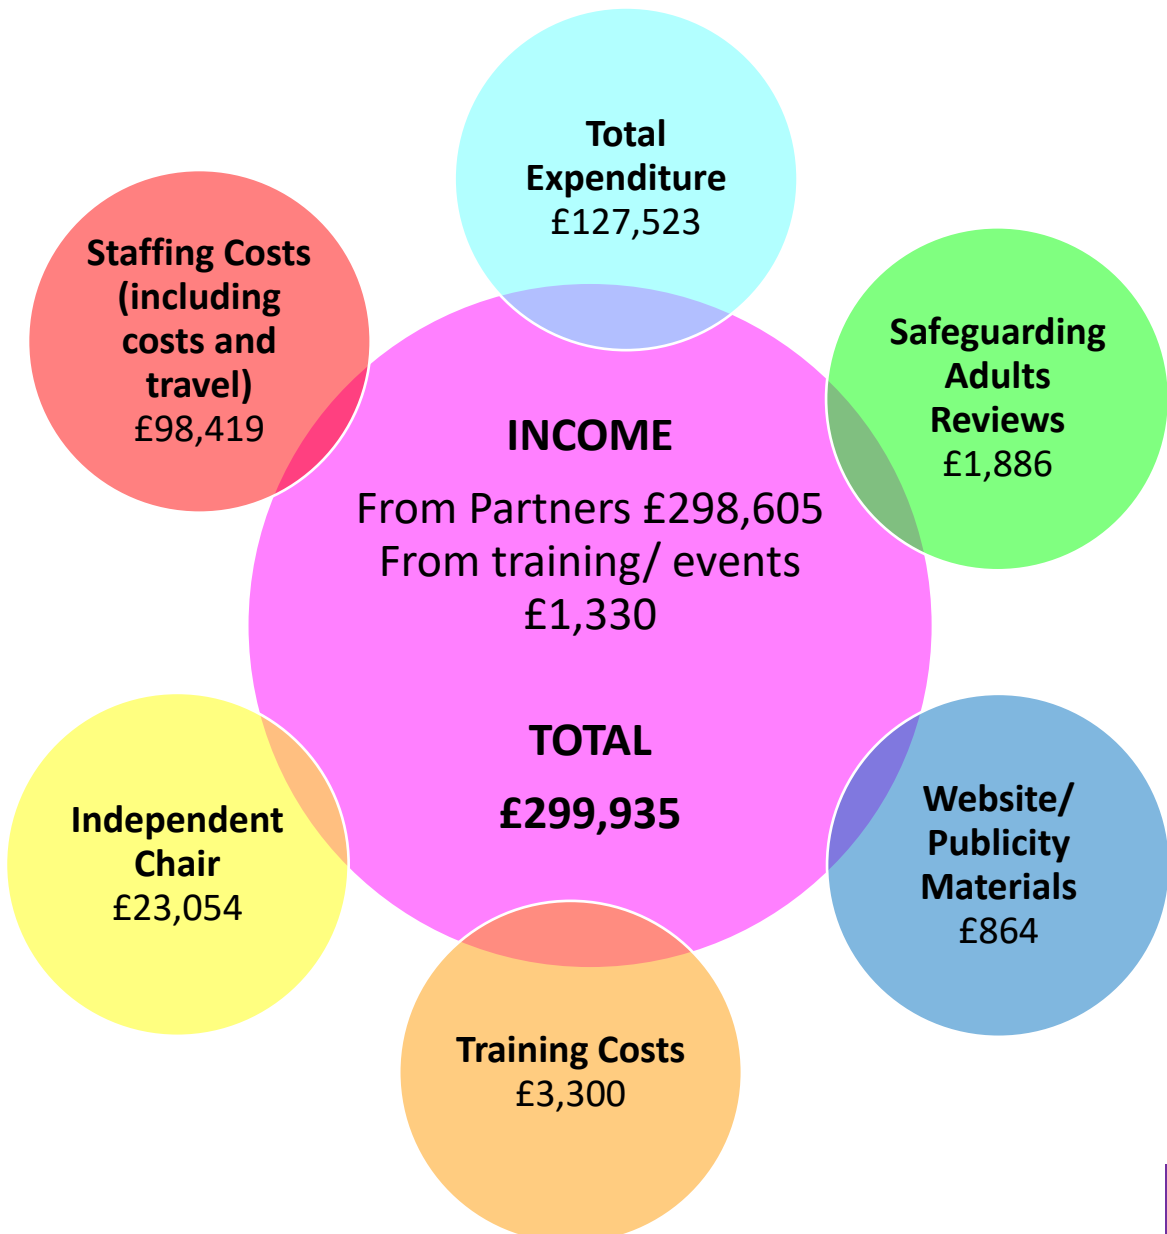 Total
Expenditure
£127,523
Staffing Costs
(including
costs and
travel)
£98,419
Safeguarding
Adults
Reviews
£1,886
INCOME
From Partners £298,605
From training/ events
£1,330
TOTAL
£299,935
Independent
Chair
£23,054
Website/
Publicity
Materials
£864
Training Costs
£3,300